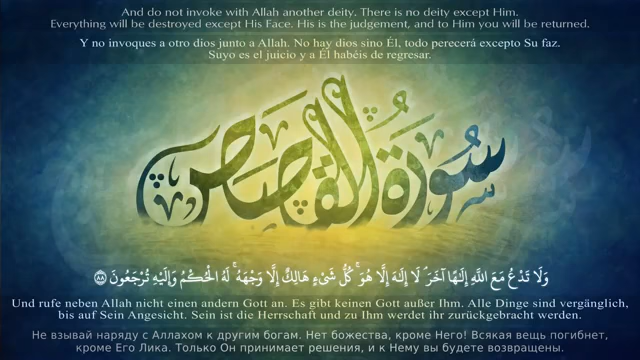 And do not invoke with Allah another deity. There is no deity except Him.
Everything will be destroyed except His Face. His is the judgement, and to Him you will be returned.
Y no invoques a otro dios junto a Allah. No hay dios sino Él, todo perecerá excepto Su faz.
Suyo es el juicio y a Él habéis de regresar.
سورة القصص
وَلَا تَدْعُ مَعَ اللَّهِ إِلَٰهًا آخَرَ ۘ لَا إِلَٰهَ إِلَّا هُوَ ۚ كُلُّ شَيْءٍ هَالِكٌ إِلَّا وَجْهَهُ ۚ لَهُ الْحُكْمُ وَإِلَيْهِ تُرْجَعُونَ ﴿٨٨﴾
Und rufe neben Allah nicht einen andern Gott an. Es gibt keinen Gott außer Ihm. Alle Dinge sind vergänglich,
bis auf Sein Angesicht. Sein ist die Herrschaft und zu Ihm werdet ihr zurückgebracht werden.
Не взывай наряду с Аллахом к другим богам. Нет божества, кроме Него! Всякая вещь погибнет,
кроме Его Лика. Только Он принимает решения, и к Нему вы будете возвращены.